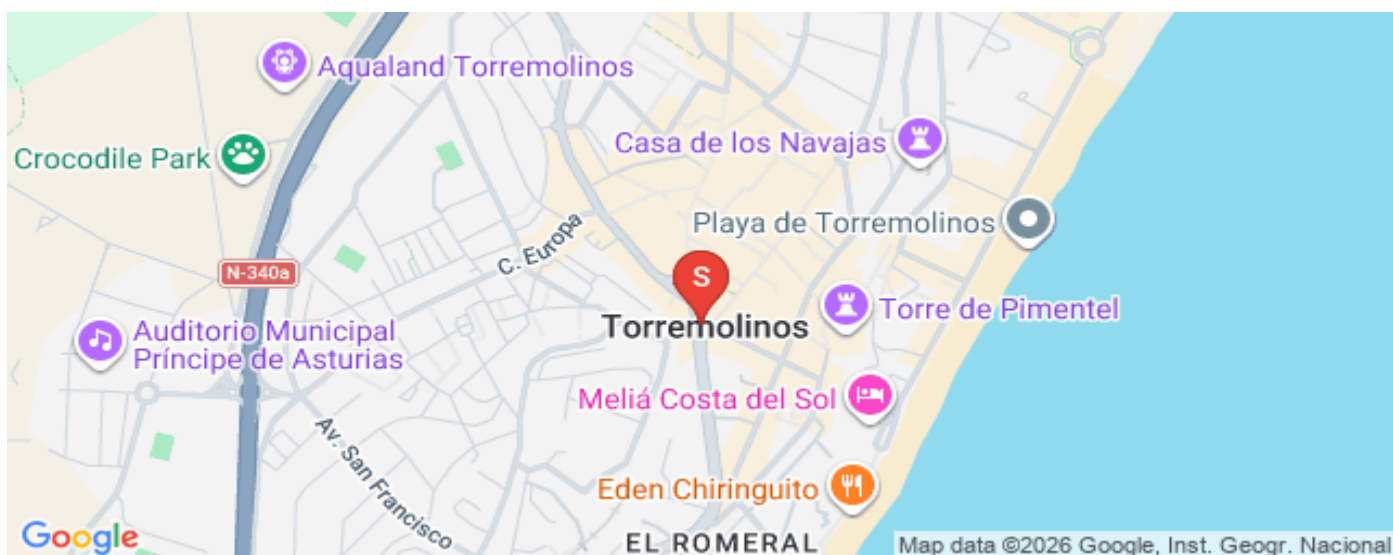 Aqualand Torremolinos
Casa de los Navajas
Crocodile Park
Playa de Torremolinos
C. Europa
N-340a
S
Torre de Pimentel
Torremolinos
Auditorio Municipal
Príncipe de Asturias
Meliá Costa del Sol
Av. San Francisco
Eden Chiringuito
EL ROMERAL
Google
Map data ©2026 Google, Inst. Geogr. Nacional